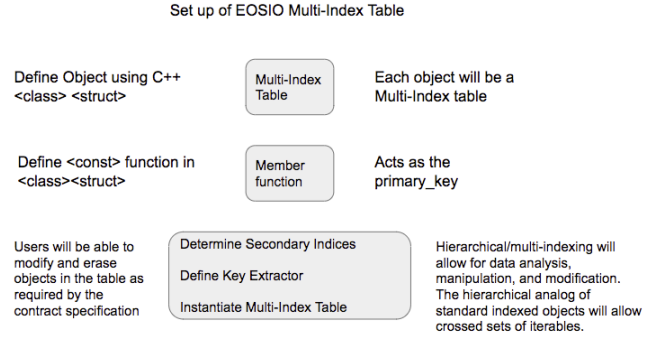 Set up of EOSIO Multi-Index Table
Define Object using C++
<class> <struct>
Multi-Index
Table
Each object will be a
Multi-Index table
Define <const> function in
<class><struct>
Member
function
Acts as the
primary_key
Users will be able to
modify and erase
objects in the table as
required by the
contract specification
Determine Secondary Indices
Define Key Extractor
Instantiate Multi-Index Table
Hierarchical/multi-indexing will
allow for data analysis,
manipulation, and modification.
The hierarchical analog of
standard indexed objects will allow
crossed sets of iterables.